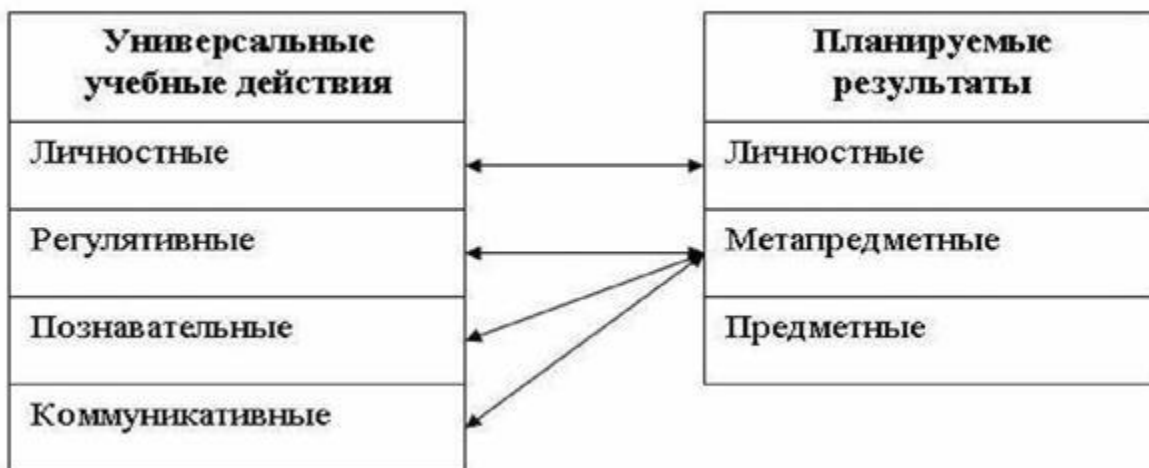 Универсальные
учебные действия
Личностные
Регулятивные
Познавательные
Коммуникативные
Планируемые
результаты
Личностные
Метапредметные
Предметные